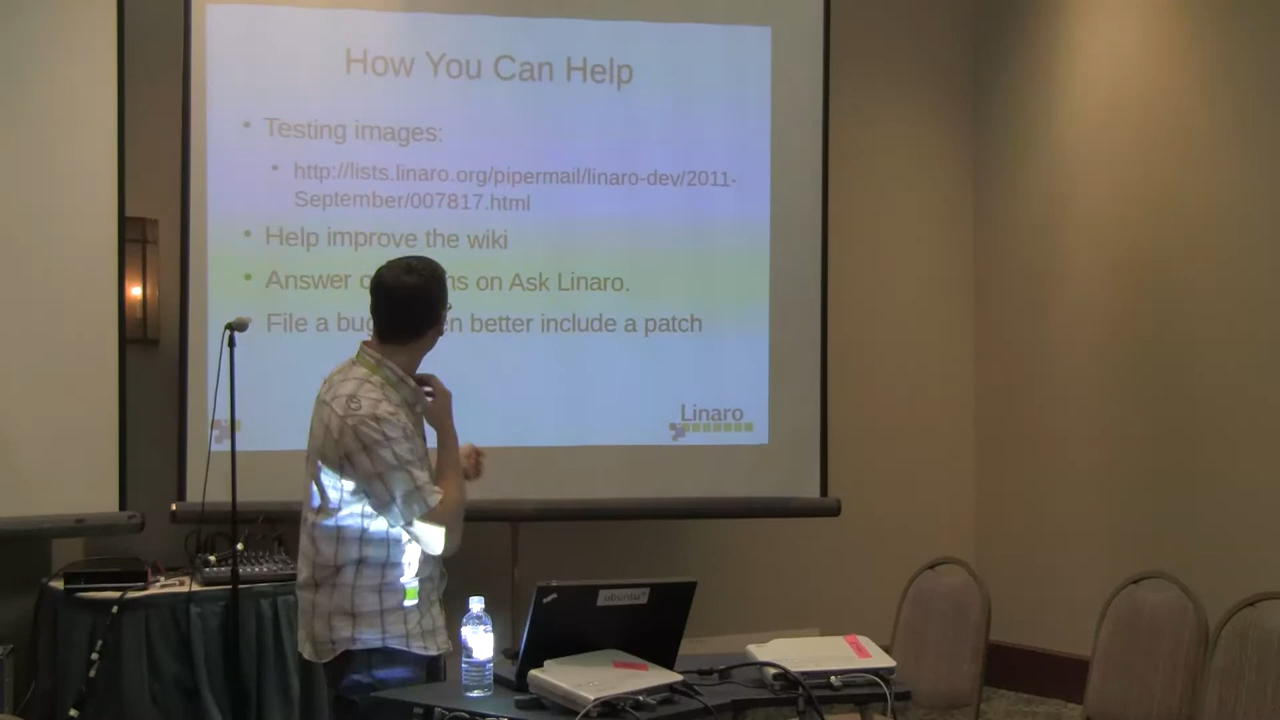 How You Can Help
• Testing images:
• http://lists.linaro.org/pipermail/linaro-dev/2011-
September/007817.html
• Help improve the wiki
• Answer ns on Ask Linaro.
• File a bug en better include a patch
Linaro
ubuntu